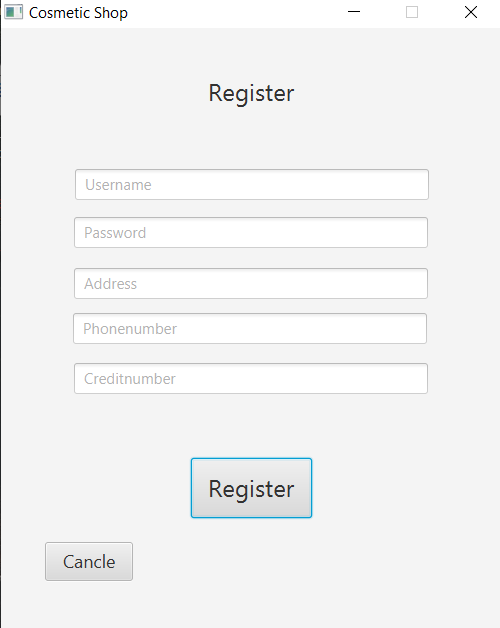 Cosmetic Shop
Register
Username
Password
Address
Phonenumber
Creditnumber
Register
Cancle